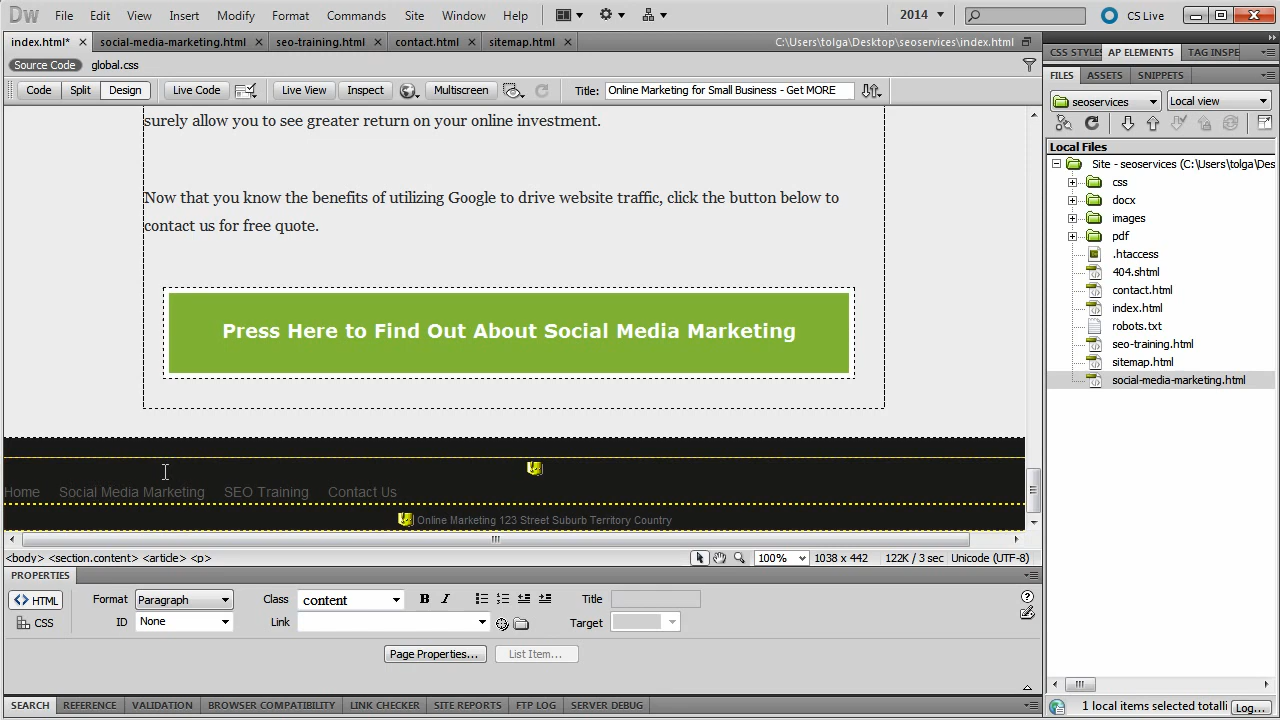 Dw File Edit View Insert Modify Format Commands Site Window Help 2014 CS Live
index.html* social-media-marketing.html seo-training.html contact.html sitemap.html C:\Users\tolga\Desktop\seoservices\index.html
Source Code global.css
Code Split Design Live Code Live View Inspect Multiscreen Title: Online Marketing for Small Business - Get MORE
surely allow you to see greater return on your online investment.
Now that you know the benefits of utilizing Google to drive website traffic, click the button below to
contact us for free quote.
Press Here to Find Out About Social Media Marketing
Home Social Media Marketing SEO Training Contact Us
Online Marketing 123 Street Suburb Territory Country
<body> <section.content> <article> <p> 100% 1038 x 442 122K / 3 sec Unicode (UTF-8)
PROPERTIES
HTML Format Paragraph Class content B I Title
CSS ID None Link Target
Page Properties... List Item...
SEARCH REFERENCE VALIDATION BROWSER COMPATIBILITY LINK CHECKER SITE REPORTS FTP LOG SERVER DEBUG
CSS STYLES AP ELEMENTS TAG INSPE
FILES ASSETS SNIPPETS
seoservices Local view
Local Files
Site - seoservices (C:\Users\tolga\Des
css
docx
images
pdf
.htaccess
404.shtml
contact.html
index.html
robots.txt
seo-training.html
sitemap.html
social-media-marketing.html
1 local items selected totalli Log...